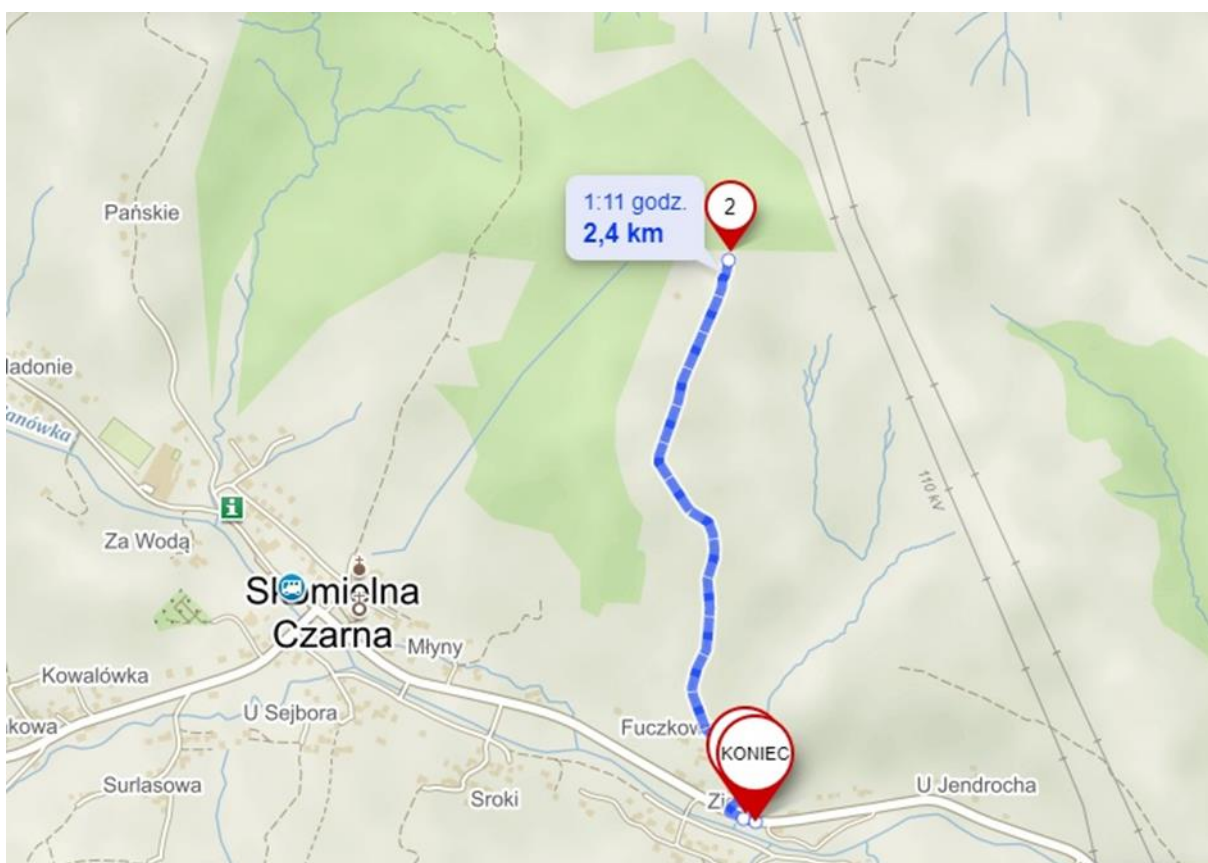 Pańskie
1:11 godz.
2,4 km
2
110 kV
Za Wodą
i
Skomielna
Czarna
Młyny
Kowalówka
U Sejbora
KONIEC
Surlasowa
Sroki
U Jendrocha